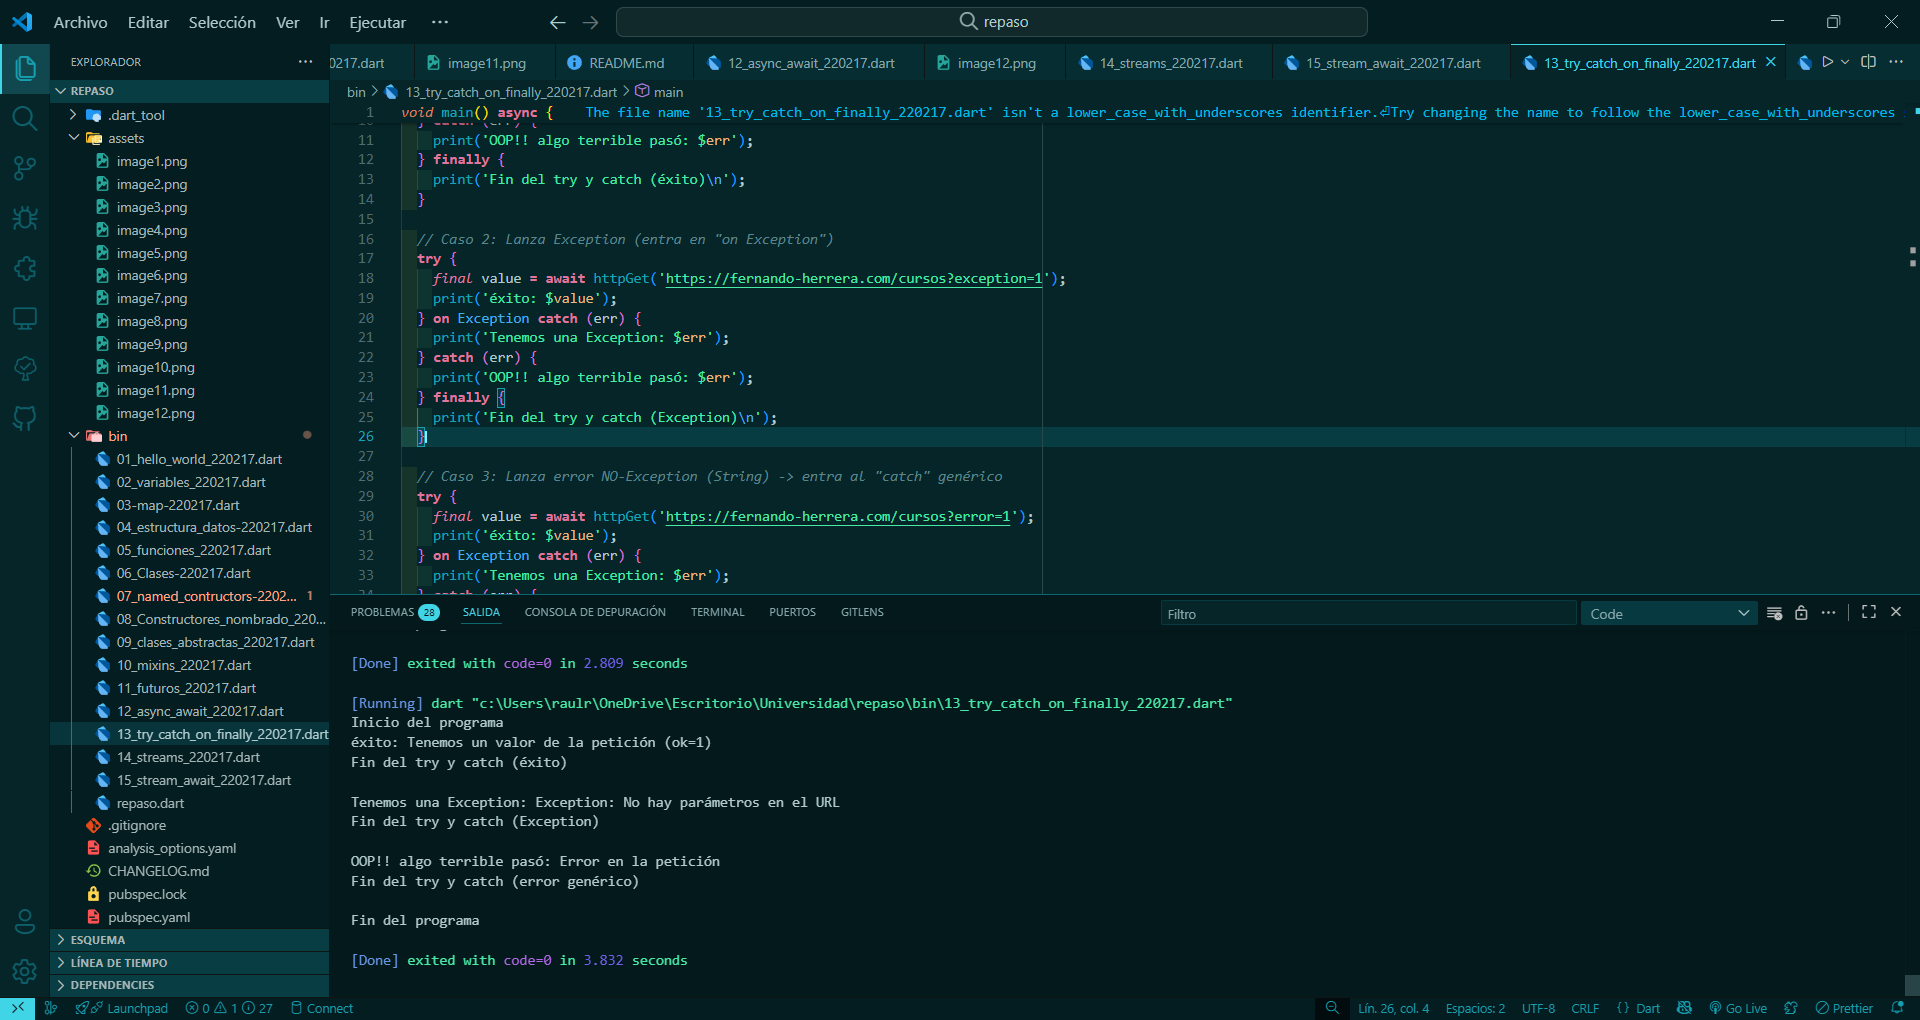 Archivo Editar Selección Ver Ir Ejecutar ···
repaso
EXPLORADOR
REPASO
.dart_tool
assets
image1.png
image2.png
image3.png
image4.png
image5.png
image6.png
image7.png
image8.png
image9.png
image10.png
image11.png
image12.png
bin
01_hello_world_220217.dart
02_variables_220217.dart
03-map-220217.dart
04_estructura_datos-220217.dart
05_funciones_220217.dart
06_Clases-220217.dart
07_named_contructors-2202... 1
08_Constructores_nombrado_220...
09_clases_abstractas_220217.dart
10_mixins_220217.dart
11_futuros_220217.dart
12_async_await_220217.dart
13_try_catch_on_finally_220217.dart
14_streams_220217.dart
15_stream_await_220217.dart
repaso.dart
.gitignore
analysis_options.yaml
CHANGELOG.md
pubspec.lock
pubspec.yaml
ESQUEMA
LÍNEA DE TIEMPO
DEPENDENCIES
0217.dart image11.png README.md 12_async_await_220217.dart image12.png 14_streams_220217.dart 15_stream_await_220217.dart 13_try_catch_on_finally_220217.dart
bin > 13_try_catch_on_finally_220217.dart > main
1 void main() async { The file name '13_try_catch_on_finally_220217.dart' isn't a lower_case_with_underscores identifier.⏎Try changing the name to follow the lower_case_with_underscores
11 print('OOP!! algo terrible pasó: $err');
12 } finally {
13 print('Fin del try y catch (éxito)\n');
14 }
15
16 // Caso 2: Lanza Exception (entra en "on Exception")
17 try {
18 final value = await httpGet('https://fernando-herrera.com/cursos?exception=1');
19 print('éxito: $value');
20 } on Exception catch (err) {
21 print('Tenemos una Exception: $err');
22 } catch (err) {
23 print('OOP!! algo terrible pasó: $err');
24 } finally {
25 print('Fin del try y catch (Exception)\n');
26 }
27
28 // Caso 3: Lanza error NO-Exception (String) -> entra al "catch" genérico
29 try {
30 final value = await httpGet('https://fernando-herrera.com/cursos?error=1');
31 print('éxito: $value');
32 } on Exception catch (err) {
33 print('Tenemos una Exception: $err');
PROBLEMAS 28 SALIDA CONSOLA DE DEPURACIÓN TERMINAL PUERTOS GITLENS Filtro Code
[Done] exited with code=0 in 2.809 seconds
[Running] dart "c:\Users\raulr\OneDrive\Escritorio\Universidad\repaso\bin\13_try_catch_on_finally_220217.dart"
Inicio del programa
éxito: Tenemos un valor de la petición (ok=1)
Fin del try y catch (éxito)
Tenemos una Exception: Exception: No hay parámetros en el URL
Fin del try y catch (Exception)
OOP!! algo terrible pasó: Error en la petición
Fin del try y catch (error genérico)
Fin del programa
[Done] exited with code=0 in 3.832 seconds
Launchpad 0 1 27 Connect Lín. 26, col. 4 Espacios: 2 UTF-8 CRLF {} Dart Go Live Prettier